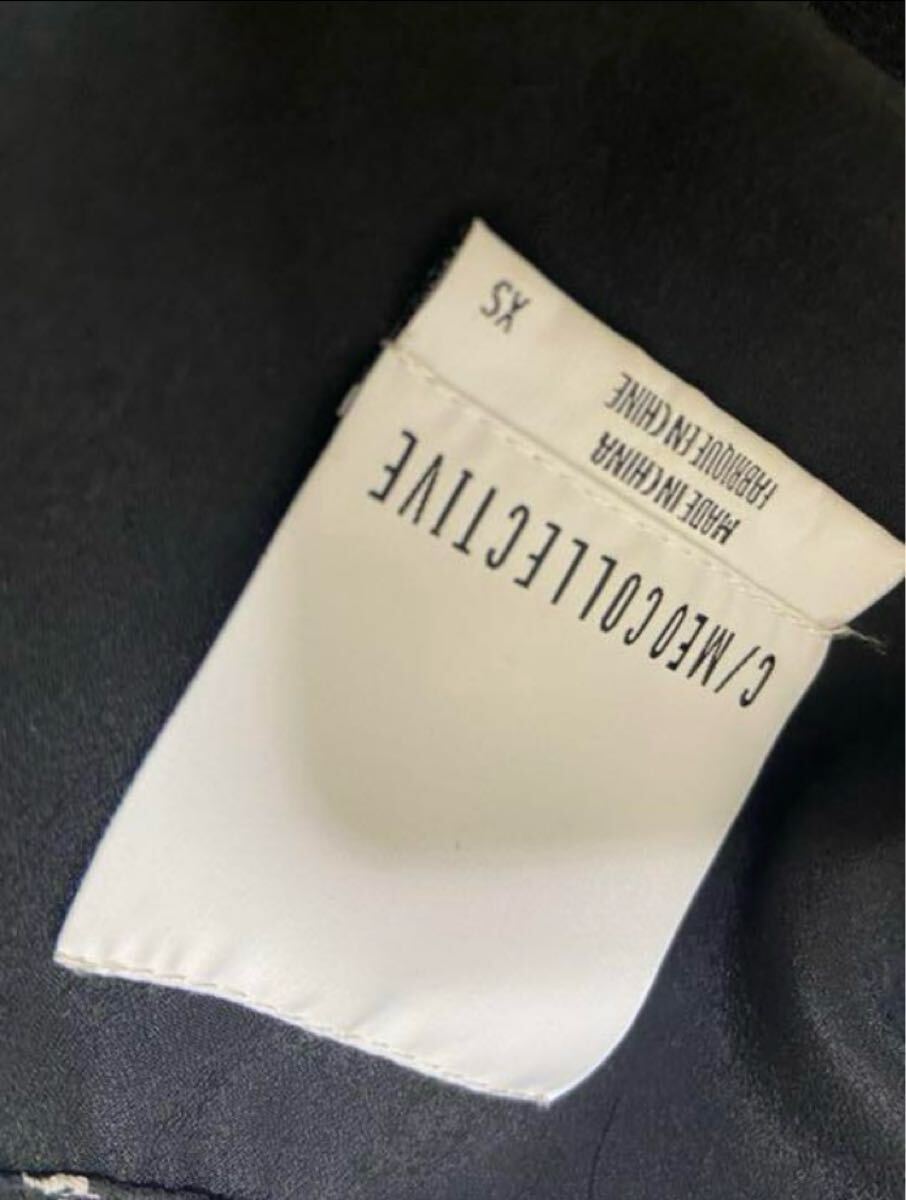 C/MEO COLLECTIVE
MADE IN CHINA
FABRIQUE EN CHINE
XS